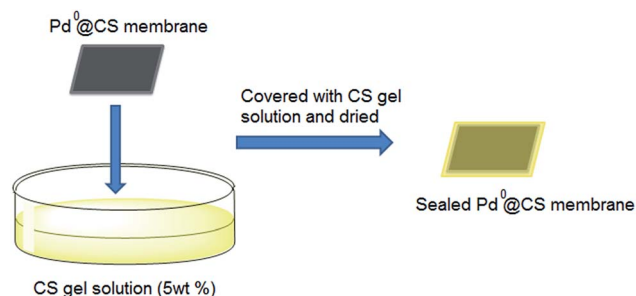 Pd⁰@CS membrane
Covered with CS gel
solution and dried
Sealed Pd⁰@CS membrane
CS gel solution (5wt %)